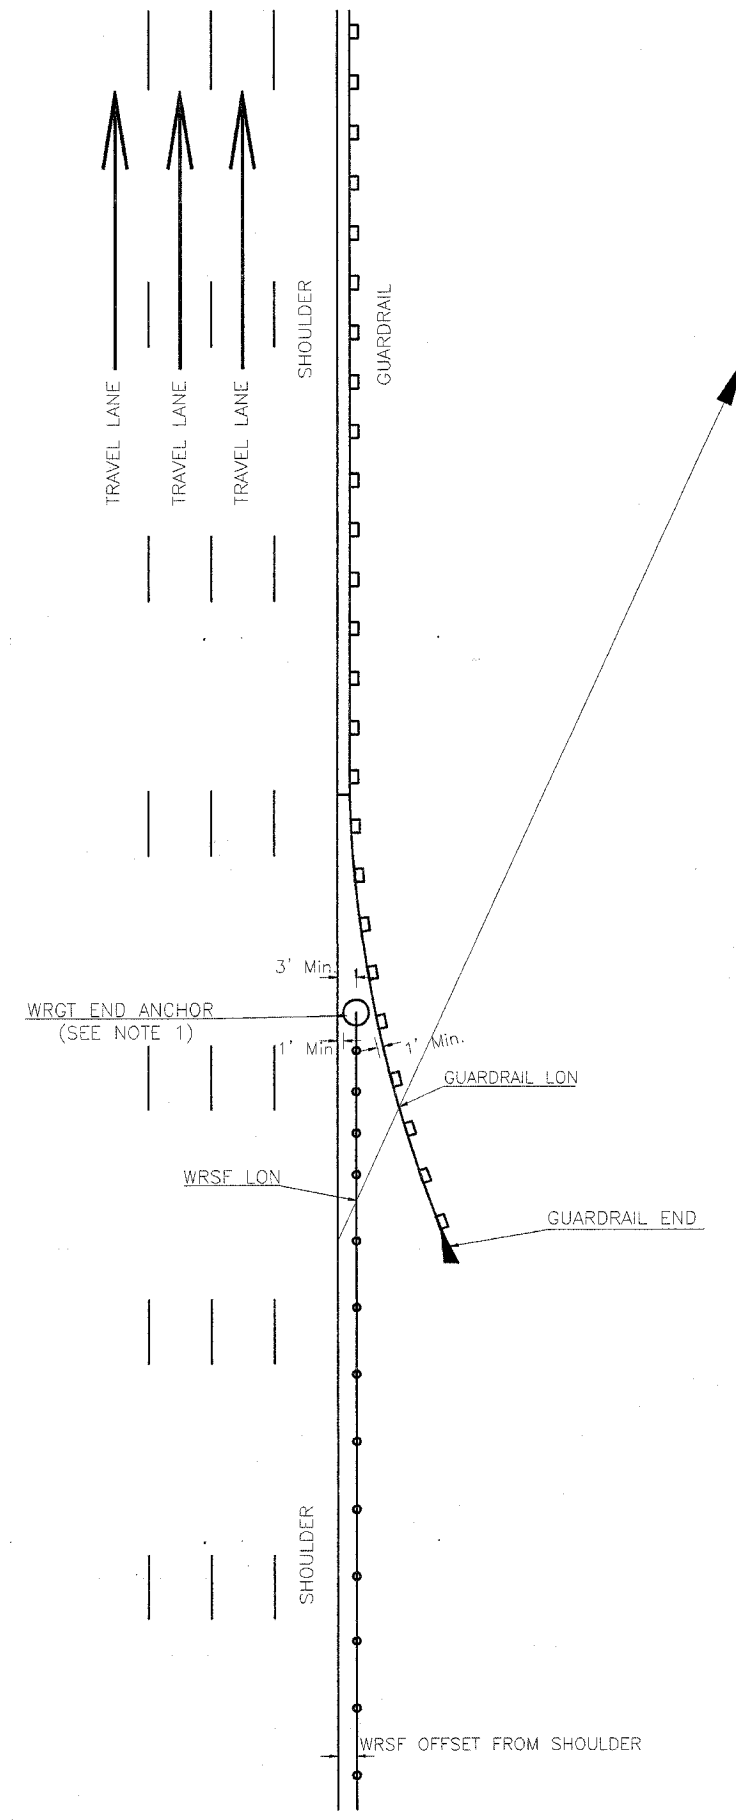 SHOULDER
GUARDRAIL
TRAVEL LANE
TRAVEL LANE
TRAVEL LANE
3' Min.
WRGT END ANCHOR
(SEE NOTE 1)
1' Min.
1' Min.
GUARDRAIL LON
WRSF LON
GUARDRAIL END
SHOULDER
WRSF OFFSET FROM SHOULDER